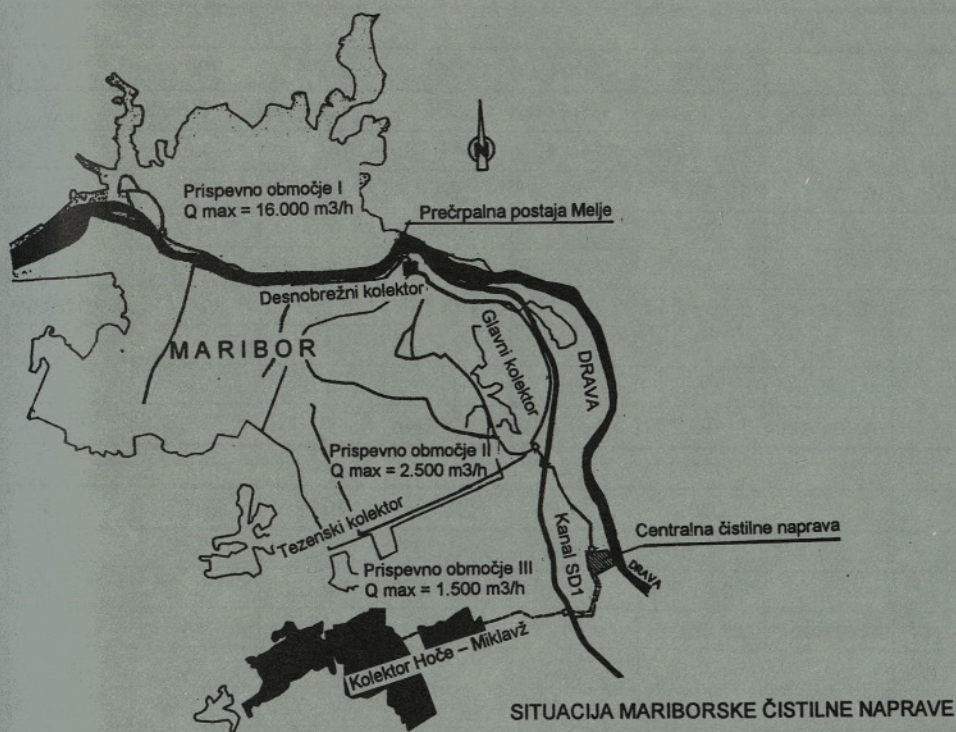 N
Prispevno območje I
Q max = 16.000 m3/h
Prečrpalna postaja Melje
Desnobrežni kolektor
MARIBOR
Glavni kolektor
DRAVA
Prispevno območje II
Q max = 2.500 m3/h
Tezenski kolektor
Kanal SD1
Centralna čistilne naprava
DRAVA
Prispevno območje III
Q max = 1.500 m3/h
Kolektor Hoče – Miklavž
SITUACIJA MARIBORSKE ČISTILNE NAPRAVE